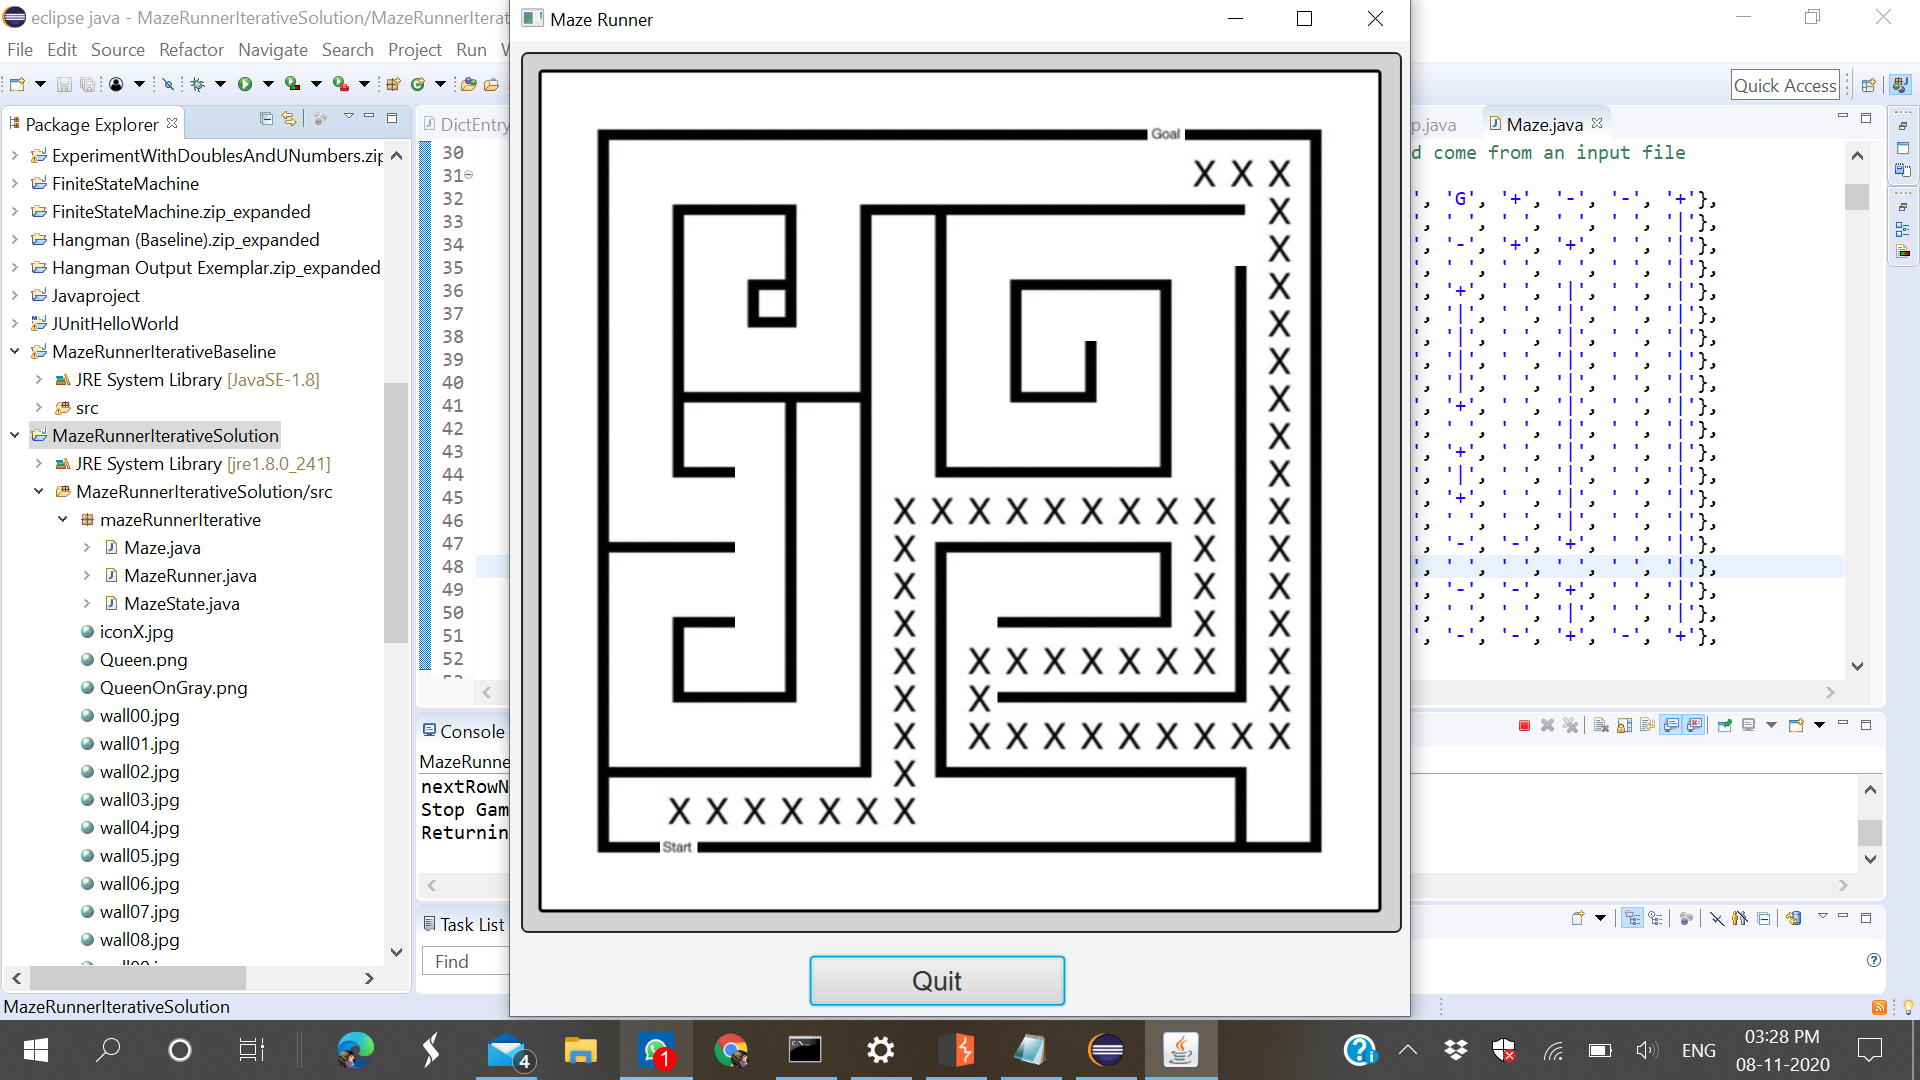 eclipse java - MazeRunnerIterativeSolution/MazeRunnerIterat
Maze Runner
File Edit Source Refactor Navigate Search Project Run
Quick Access
Package Explorer
DictEntry
p.java
Maze.java
ExperimentWithDoublesAndUNumbers.zip
FiniteStateMachine
FiniteStateMachine.zip_expanded
Hangman (Baseline).zip_expanded
Hangman Output Exemplar.zip_expanded
Javaproject
JUnitHelloWorld
MazeRunnerIterativeBaseline
JRE System Library [JavaSE-1.8]
src
MazeRunnerIterativeSolution
JRE System Library [jre1.8.0_241]
MazeRunnerIterativeSolution/src
mazeRunnerIterative
Maze.java
MazeRunner.java
MazeState.java
iconX.jpg
Queen.png
QueenOnGray.png
wall00.jpg
wall01.jpg
wall02.jpg
wall03.jpg
wall04.jpg
wall05.jpg
wall06.jpg
wall07.jpg
wall08.jpg
MazeRunnerIterativeSolution
30
31
32
33
34
35
36
37
38
39
40
41
42
43
44
45
46
47
48
49
50
51
52
Goal
X X X
X
X
X
X
X
X
X
X
X X X X X X X X X X
X X X
X X X
X X X
X X X X X X X X X
X X X
X X X X X X X X X X
X
X X X X X X X
Start
Quit
d come from an input file
', 'G', '+', '-', '-', '+'},
', ' ', ' ', ' ', ' ', '|'},
', '-', '+', '+', ' ', '|'},
', ' ', ' ', ' ', ' ', '|'},
', '+', ' ', '|', ' ', '|'},
', '|', ' ', '|', ' ', '|'},
', '|', ' ', '|', ' ', '|'},
', '|', ' ', '|', ' ', '|'},
', '|', ' ', '|', ' ', '|'},
', '+', ' ', '|', ' ', '|'},
', ' ', ' ', '|', ' ', '|'},
', '+', ' ', '|', ' ', '|'},
', '|', ' ', '|', ' ', '|'},
', '+', ' ', '|', ' ', '|'},
', ' ', ' ', '|', ' ', '|'},
', '-', '-', '+', ' ', '|'},
', ' ', ' ', ' ', ' ', '|'},
', '-', '-', '+', ' ', '|'},
', ' ', ' ', '|', ' ', '|'},
', '-', '-', '+', '-', '+'},
Console
MazeRunne
nextRowN
Stop Gam
Returnin
Task List
Find
4
1
ENG
03:28 PM
08-11-2020